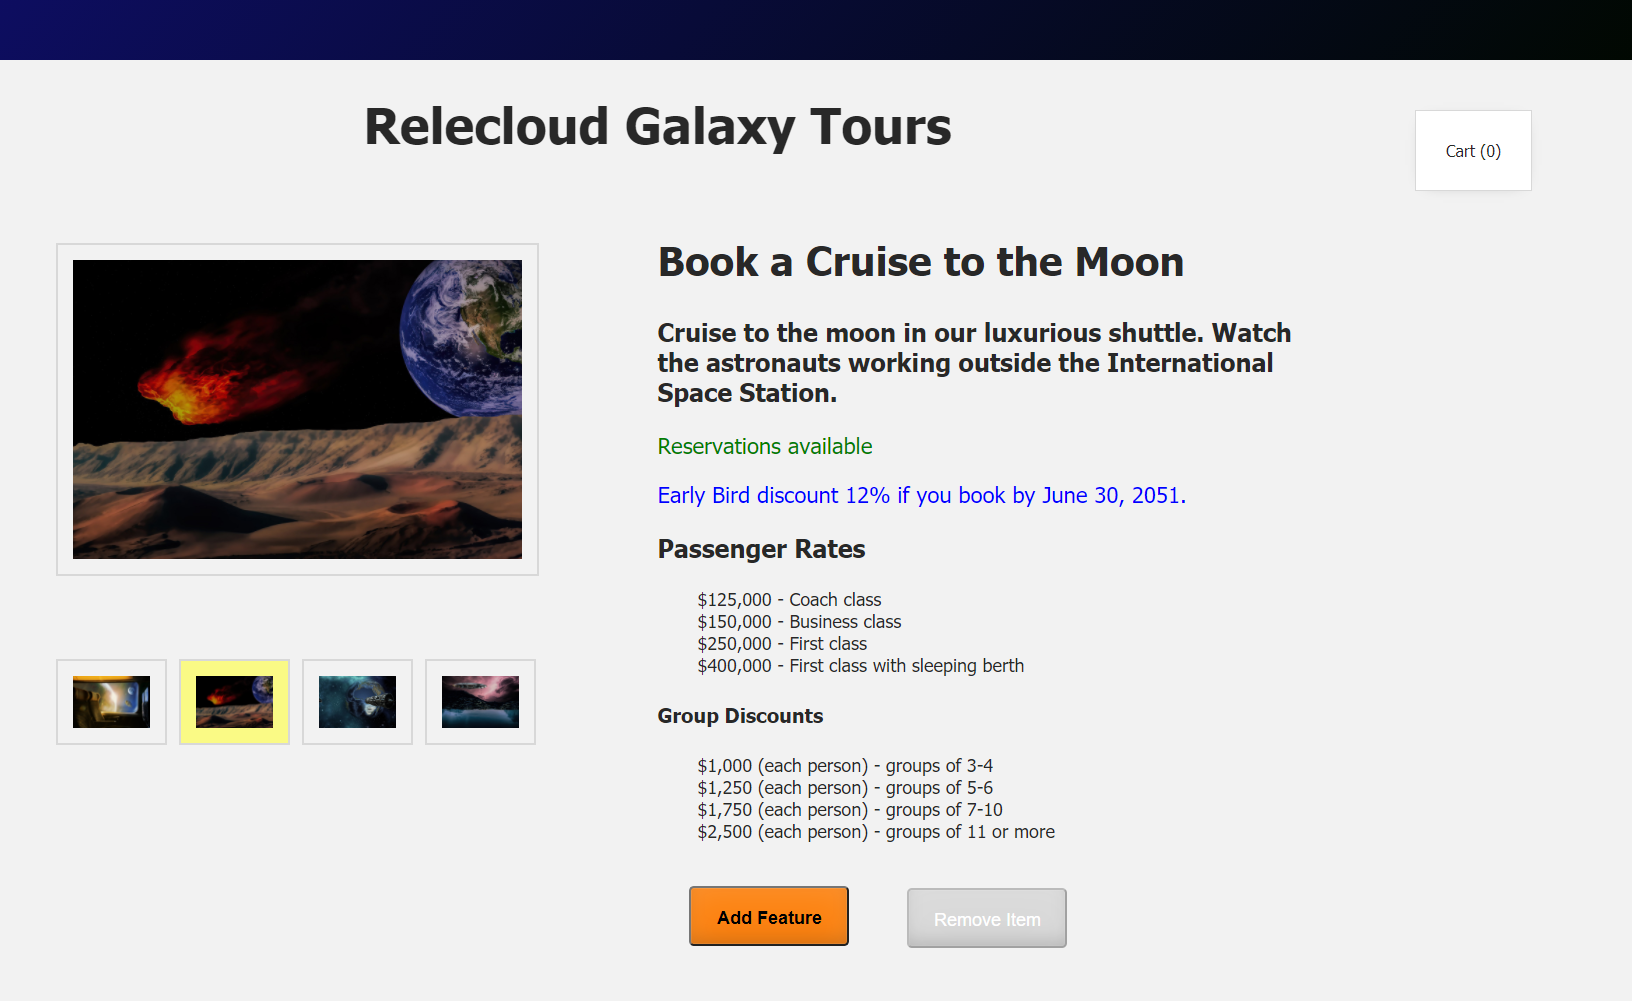 Relecloud Galaxy Tours
Cart (0)
Book a Cruise to the Moon
Cruise to the moon in our luxurious shuttle. Watch
the astronauts working outside the International
Space Station.
Reservations available
Early Bird discount 12% if you book by June 30, 2051.
Passenger Rates
$125,000 - Coach class
$150,000 - Business class
$250,000 - First class
$400,000 - First class with sleeping berth
Group Discounts
$1,000 (each person) - groups of 3-4
$1,250 (each person) - groups of 5-6
$1,750 (each person) - groups of 7-10
$2,500 (each person) - groups of 11 or more
Add Feature
Remove Item